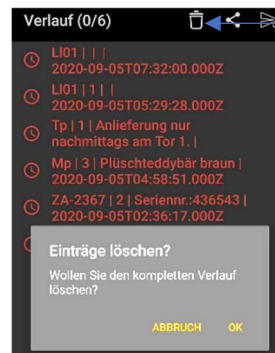 Verlauf (0/6)
LI01 | | |
2020-09-05T07:32:00.000Z
LI01 | 1 | |
2020-09-05T05:29:28.000Z
Tp | 1 | Anlieferung nur
nachmittags am Tor 1. |
Mp | 3 | Plüschteddybär braun |
2020-09-05T04:58:51.000Z
ZA-2367 | 2 | Seriennr.:436543 |
2020-09-05T02:36:17.000Z
Einträge löschen?
Wollen Sie den kompletten Verlauf
löschen?
ABBRUCH OK